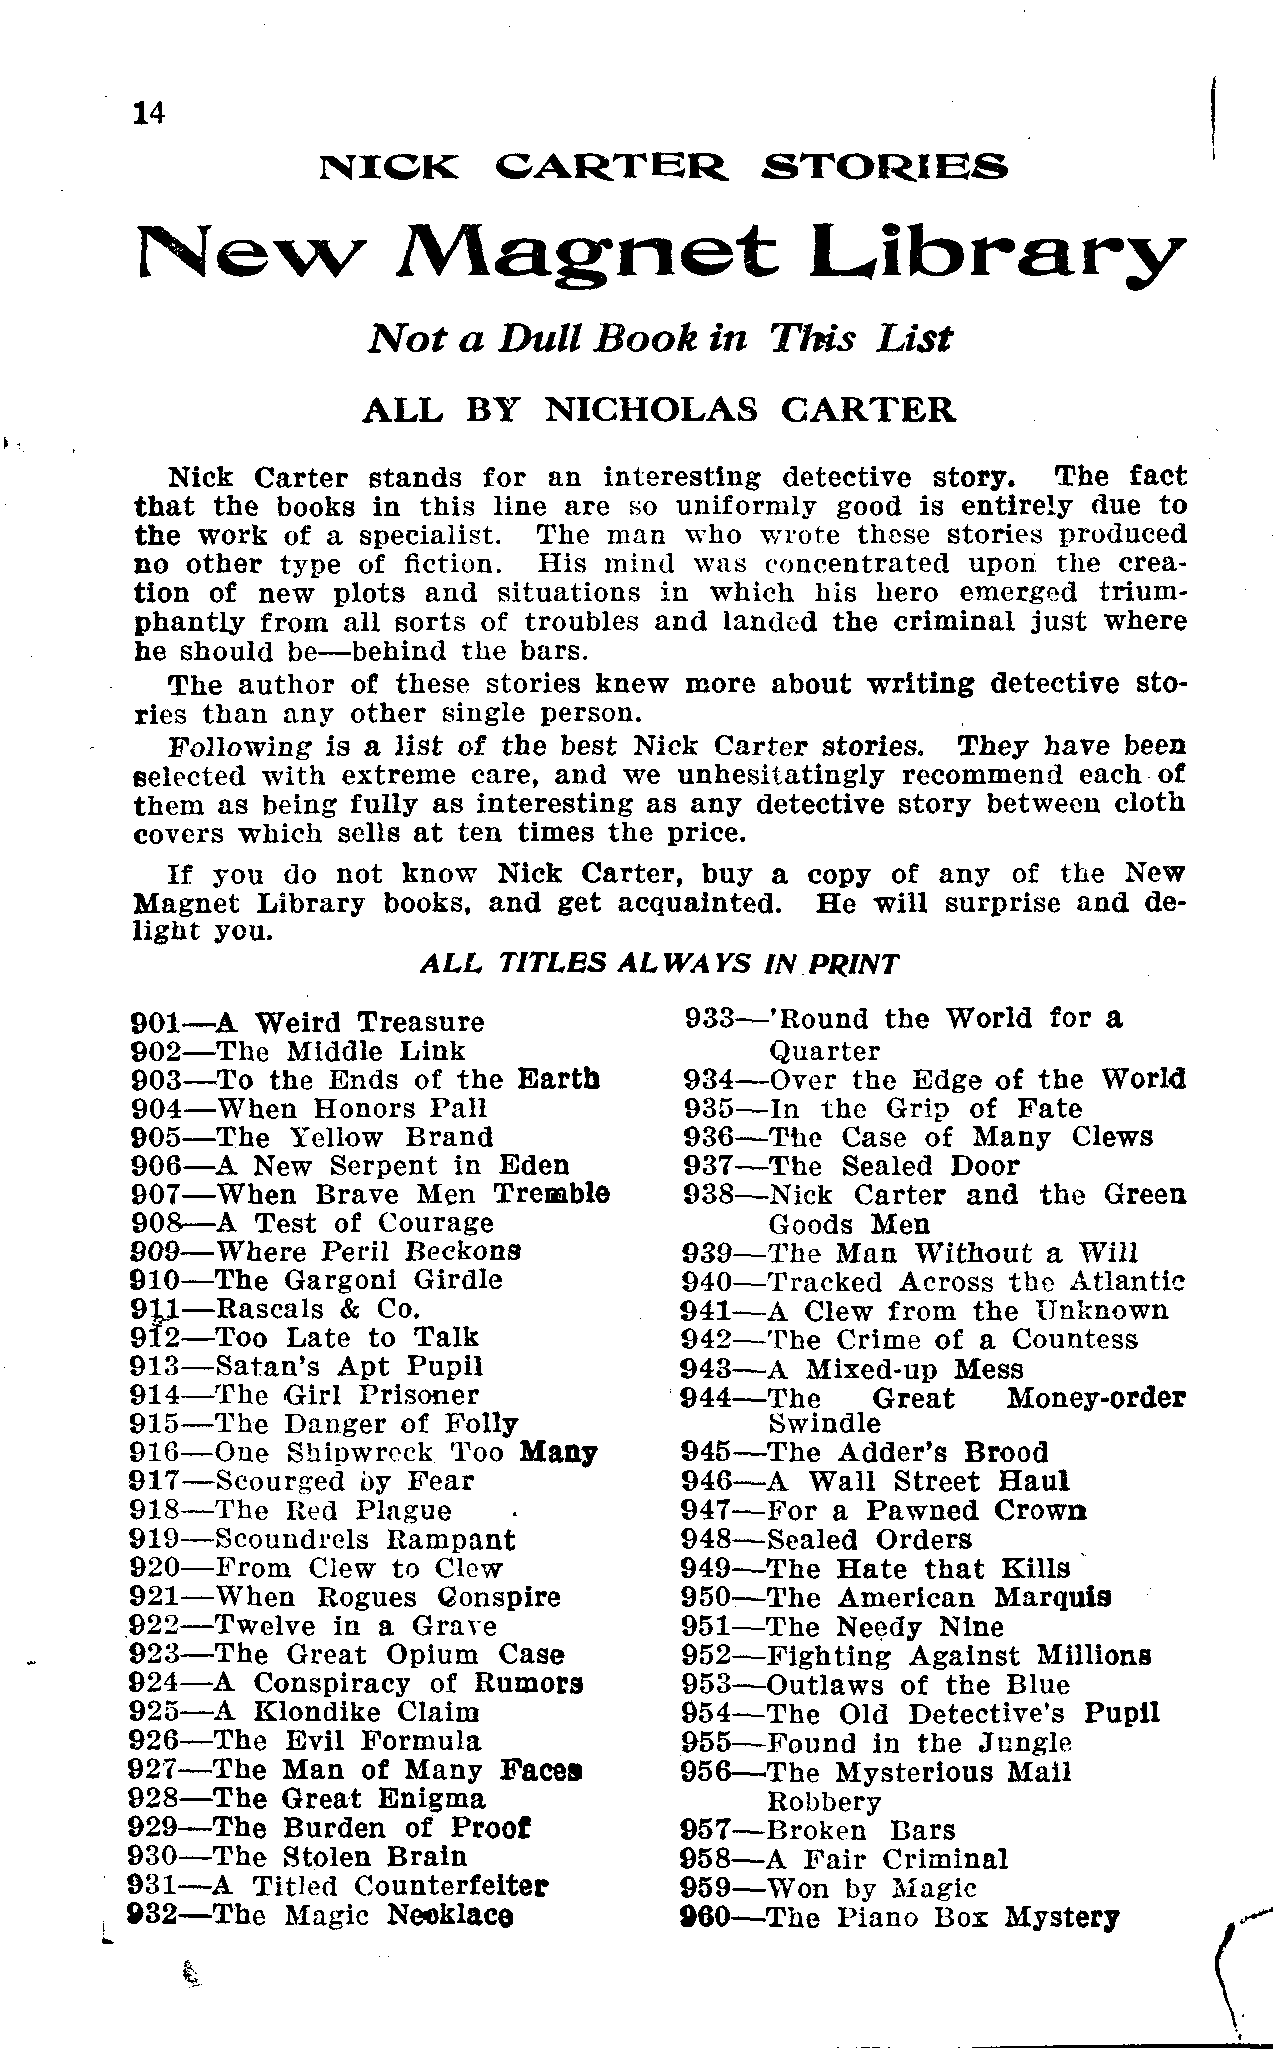 14
NICK CARTER STORIES
New Magnet Library
Not a Dull Book in This List
ALL BY NICHOLAS CARTER
Nick Carter stands for an interesting detective story. The fact
that the books in this line are so uniformly good is entirely due to
the work of a specialist. The man who wrote these stories produced
no other type of fiction. His mind was concentrated upon the crea-
tion of new plots and situations in which his hero emerged trium-
phantly from all sorts of troubles and landed the criminal just where
he should be—behind the bars.
The author of these stories knew more about writing detective sto-
ries than any other single person.
Following is a list of the best Nick Carter stories. They have been
selected with extreme care, and we unhesitatingly recommend each of
them as being fully as interesting as any detective story between cloth
covers which sells at ten times the price.
If you do not know Nick Carter, buy a copy of any of the New
Magnet Library books, and get acquainted. He will surprise and de-
light you.
ALL TITLES ALWAYS IN PRINT
901—A Weird Treasure
902—The Middle Link
903—To the Ends of the Earth
904—When Honors Pall
905—The Yellow Brand
906—A New Serpent in Eden
907—When Brave Men Tremble
908—A Test of Courage
909—Where Peril Beckons
910—The Gargoni Girdle
911—Rascals & Co.
912—Too Late to Talk
913—Satan's Apt Pupil
914—The Girl Prisoner
915—The Danger of Folly
916—One Shipwreck Too Many
917—Scourged by Fear
918—The Red Plague
919—Scoundrels Rampant
920—From Clew to Clew
921—When Rogues Conspire
922—Twelve in a Grave
923—The Great Opium Case
924—A Conspiracy of Rumors
925—A Klondike Claim
926—The Evil Formula
927—The Man of Many Faces
928—The Great Enigma
929—The Burden of Proof
930—The Stolen Brain
931—A Titled Counterfeiter
932—The Magic Necklace
933—'Round the World for a
Quarter
934—Over the Edge of the World
935—In the Grip of Fate
936—The Case of Many Clews
937—The Sealed Door
938—Nick Carter and the Green
Goods Men
939—The Man Without a Will
940—Tracked Across the Atlantic
941—A Clew from the Unknown
942—The Crime of a Countess
943—A Mixed-up Mess
944—The Great Money-order
Swindle
945—The Adder's Brood
946—A Wall Street Haul
947—For a Pawned Crown
948—Sealed Orders
949—The Hate that Kills
950—The American Marquis
951—The Needy Nine
952—Fighting Against Millions
953—Outlaws of the Blue
954—The Old Detective's Pupil
955—Found in the Jungle
956—The Mysterious Mail
Robbery
957—Broken Bars
958—A Fair Criminal
959—Won by Magic
960—The Piano Box Mystery